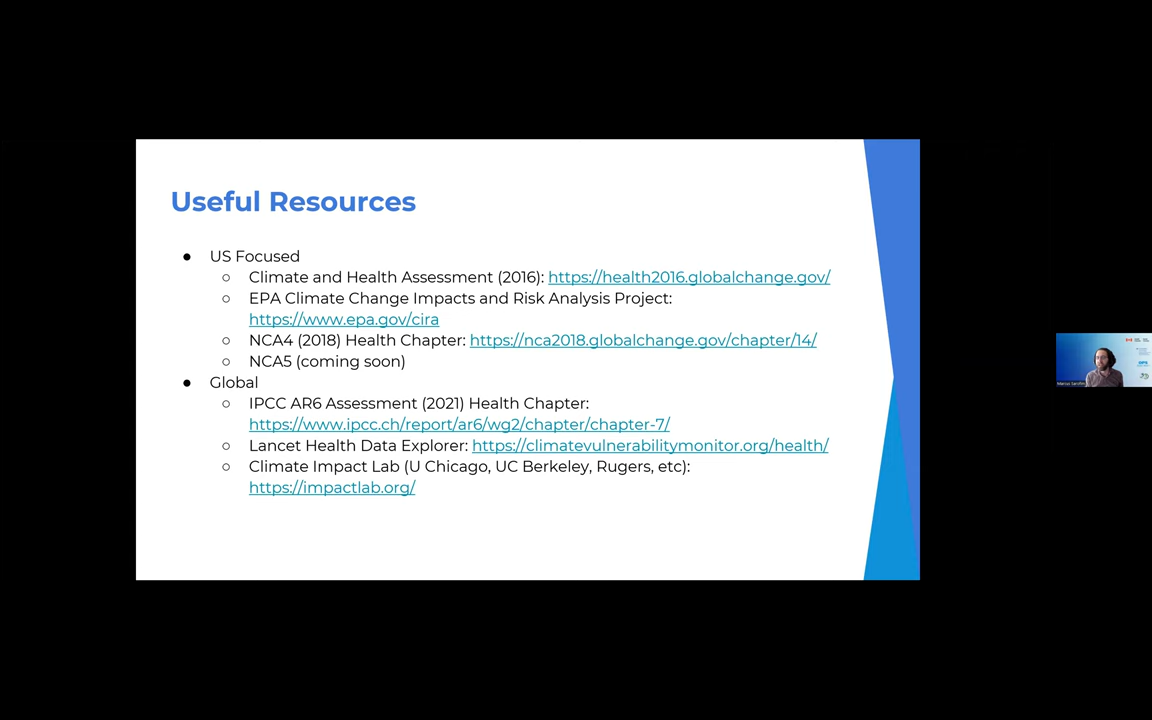 Useful Resources
● US Focused
○ Climate and Health Assessment (2016): https://health2016.globalchange.gov/
○ EPA Climate Change Impacts and Risk Analysis Project:
https://www.epa.gov/cira
○ NCA4 (2018) Health Chapter: https://nca2018.globalchange.gov/chapter/14/
○ NCA5 (coming soon)
● Global
○ IPCC AR6 Assessment (2021) Health Chapter:
https://www.ipcc.ch/report/ar6/wg2/chapter/chapter-7/
○ Lancet Health Data Explorer: https://climatevulnerabilitymonitor.org/health/
○ Climate Impact Lab (U Chicago, UC Berkeley, Rugers, etc):
https://impactlab.org/
Marcus Sarofim